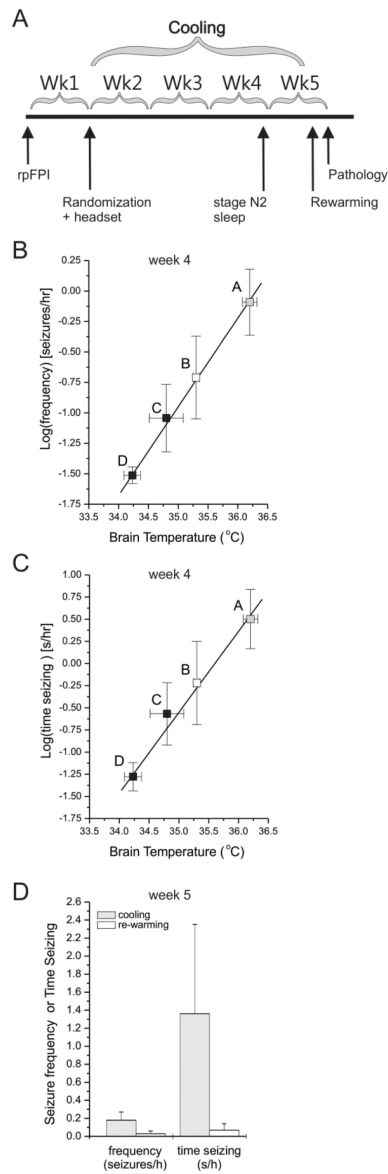 A
Cooling
Wk1 Wk2 Wk3 Wk4 Wk5
rpFPI
Randomization
+ headset
stage N2
sleep
Rewarming
Pathology
B
week 4
Log(frequency) [seizures/hr]
0.25
0.00
-0.25
-0.50
-0.75
-1.00
-1.25
-1.50
-1.75
A
B
C
D
33.5 34.0 34.5 35.0 35.5 36.0 36.5
Brain Temperature (°C)
C
week 4
Log(time seizing ) [s/hr]
1.00
0.75
0.50
0.25
0.00
-0.25
-0.50
-0.75
-1.00
-1.25
-1.50
-1.75
A
B
C
D
33.5 34.0 34.5 35.0 35.5 36.0 36.5
Brain Temperature (°C)
D
week 5
Seizure frequency or Time Seizing
2.6
2.4
2.2
2.0
1.8
1.6
1.4
1.2
1.0
0.8
0.6
0.4
0.2
0.0
cooling
re-warming
frequency
(seizures/h)
time seizing
(s/h)